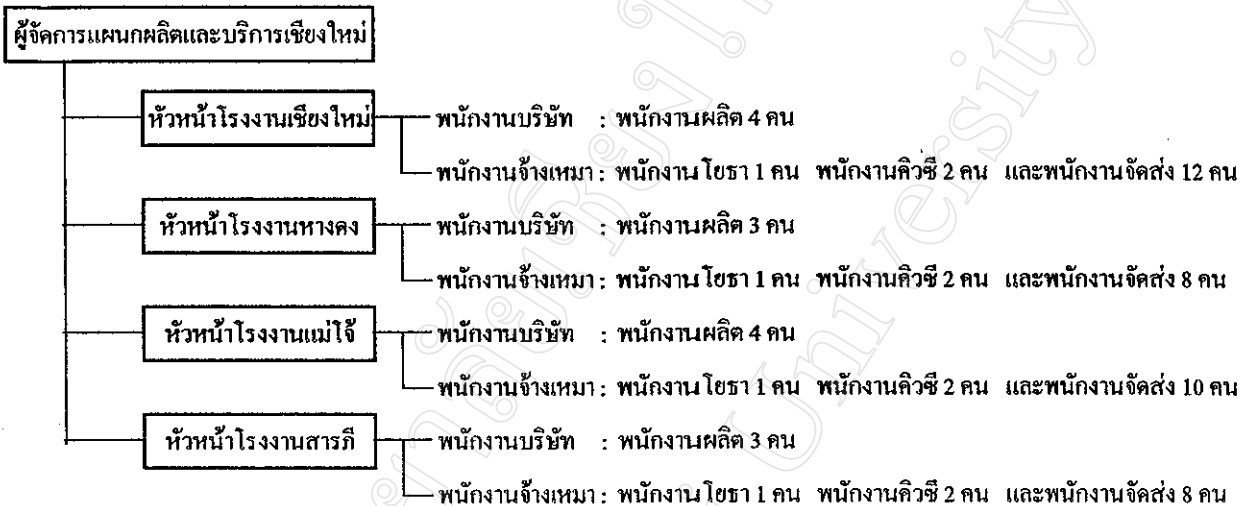 ผู้จัดการแผนกผลิตและบริการเชียงใหม่
หัวหน้าโรงงานเชียงใหม่ พนักงานบริษัท : พนักงานผลิต 4 คน
พนักงานจ้างเหมา : พนักงานโยธา 1 คน พนักงานคิวซี 2 คน และพนักงานจัดส่ง 12 คน
หัวหน้าโรงงานหางดง พนักงานบริษัท : พนักงานผลิต 3 คน
พนักงานจ้างเหมา : พนักงานโยธา 1 คน พนักงานคิวซี 2 คน และพนักงานจัดส่ง 8 คน
หัวหน้าโรงงานแม่โจ้ พนักงานบริษัท : พนักงานผลิต 4 คน
พนักงานจ้างเหมา : พนักงานโยธา 1 คน พนักงานคิวซี 2 คน และพนักงานจัดส่ง 10 คน
หัวหน้าโรงงานสารภี พนักงานบริษัท : พนักงานผลิต 3 คน
พนักงานจ้างเหมา : พนักงานโยธา 1 คน พนักงานคิวซี 2 คน และพนักงานจัดส่ง 8 คน
University